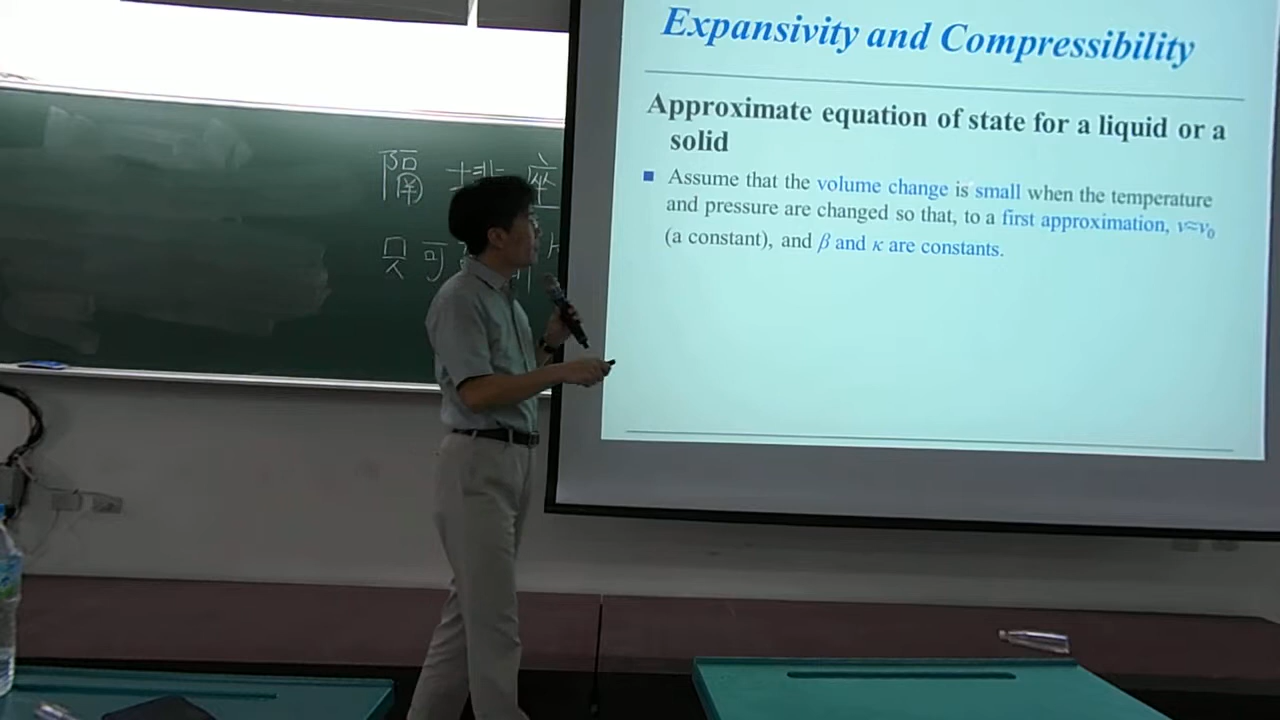 Expansivity and Compressibility
Approximate equation of state for a liquid or a
solid
Assume that the volume change is small when the temperature
and pressure are changed so that, to a first approximation, v≈v₀
(a constant), and β and κ are constants.
隔 排 座
只 可